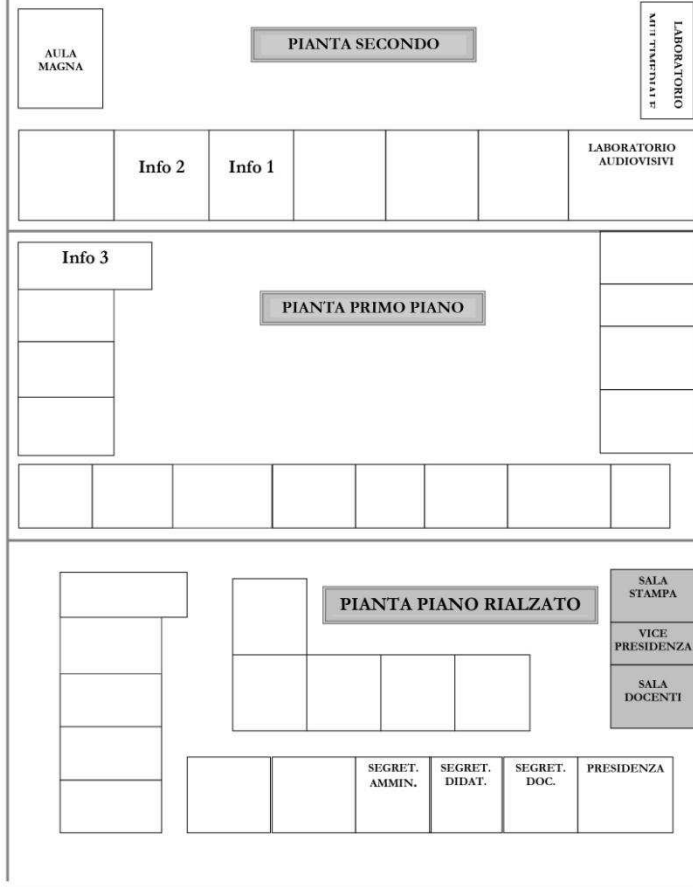 PIANTA SECONDO
AULA
MAGNA
LABORATORIO
MULTIMEDIALE
Info 2
Info 1
LABORATORIO
AUDIOVISIVI
Info 3
PIANTA PRIMO PIANO
PIANTA PIANO RIALZATO
SALA
STAMPA
VICE
PRESIDENZA
SALA
DOCENTI
SEGRET.
AMMIN.
SEGRET.
DIDAT.
SEGRET.
DOC.
PRESIDENZA